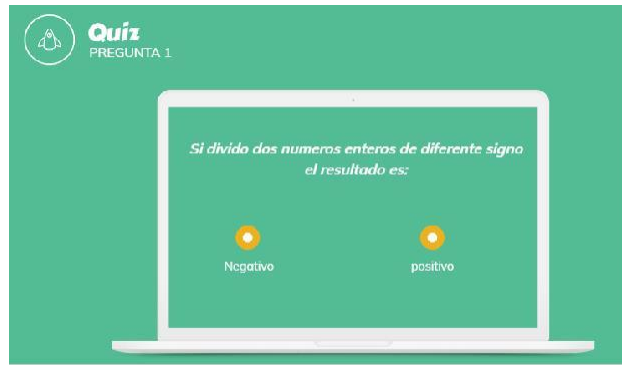 Quiz
PREGUNTA 1
Si divido dos numeros enteros de diferente signo
el resultado es:
Negativo
positivo